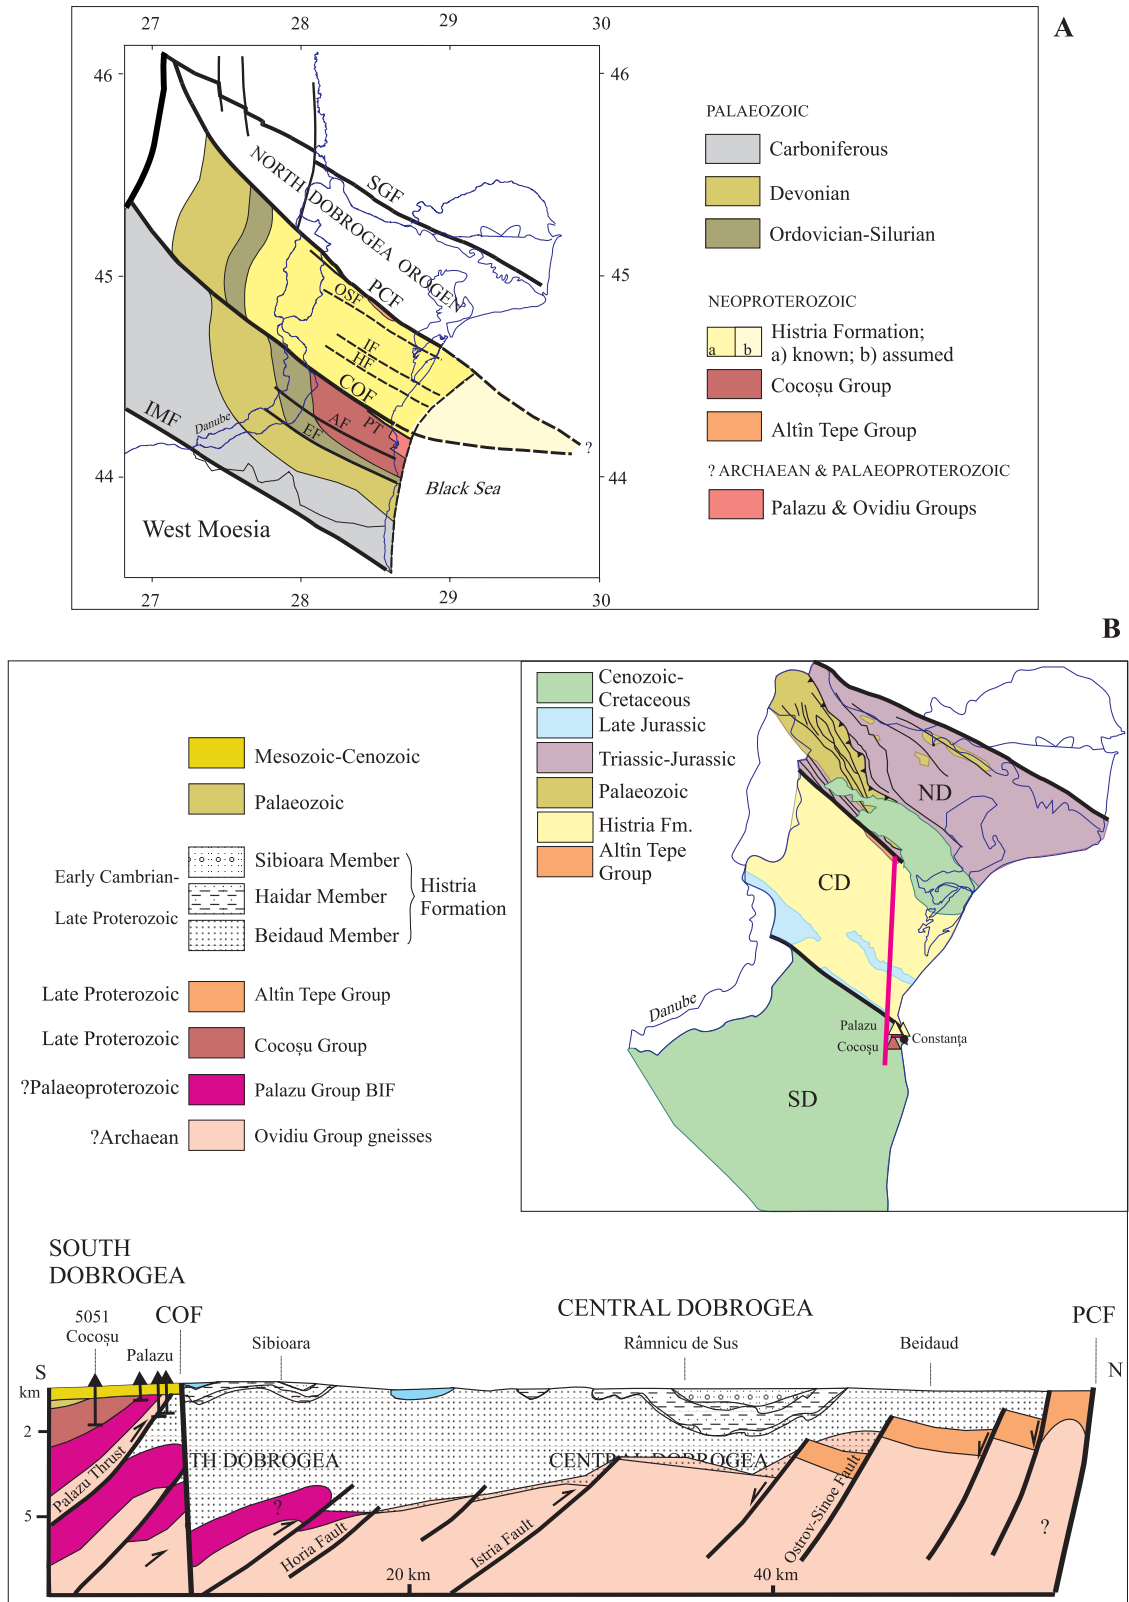 A
27 28 29 30
46 46
45 45
44 44
27 28 29 30
SGF
NORTH DOBROGEA OROGEN
PCF
OSF
IF
HF
COF
PT
AF
EF
IMF
Danube
?
Black Sea
West Moesia
PALAEOZOIC
Carboniferous
Devonian
Ordovician-Silurian
NEOPROTEROZOIC
a b
Histria Formation;
a) known; b) assumed
Cocoșu Group
Altîn Tepe Group
? ARCHAEAN & PALAEOPROTEROZOIC
Palazu & Ovidiu Groups
B
Mesozoic-Cenozoic
Palaeozoic
Early Cambrian-
Late Proterozoic
Sibioara Member
Haidar Member
Beidaud Member
Histria
Formation
Late Proterozoic
Altîn Tepe Group
Late Proterozoic
Cocoșu Group
?Palaeoproterozoic
Palazu Group BIF
?Archaean
Ovidiu Group gneisses
Cenozoic-
Cretaceous
Late Jurassic
Triassic-Jurassic
Palaeozoic
Histria Fm.
Altîn Tepe
Group
ND
CD
SD
Danube
Palazu
Cocoșu
Constanța
SOUTH
DOBROGEA
CENTRAL DOBROGEA
5051
Cocoșu
COF
PCF
Palazu
Sibioara
Râmnicu de Sus
Beidaud
S
N
km
2
5
Palazu Thrust
TH DOBROGEA
CENTRAL DOBROGEA
?
Horia Fault
Istria Fault
Ostrov-Sinoe Fault
?
20 km
40 km